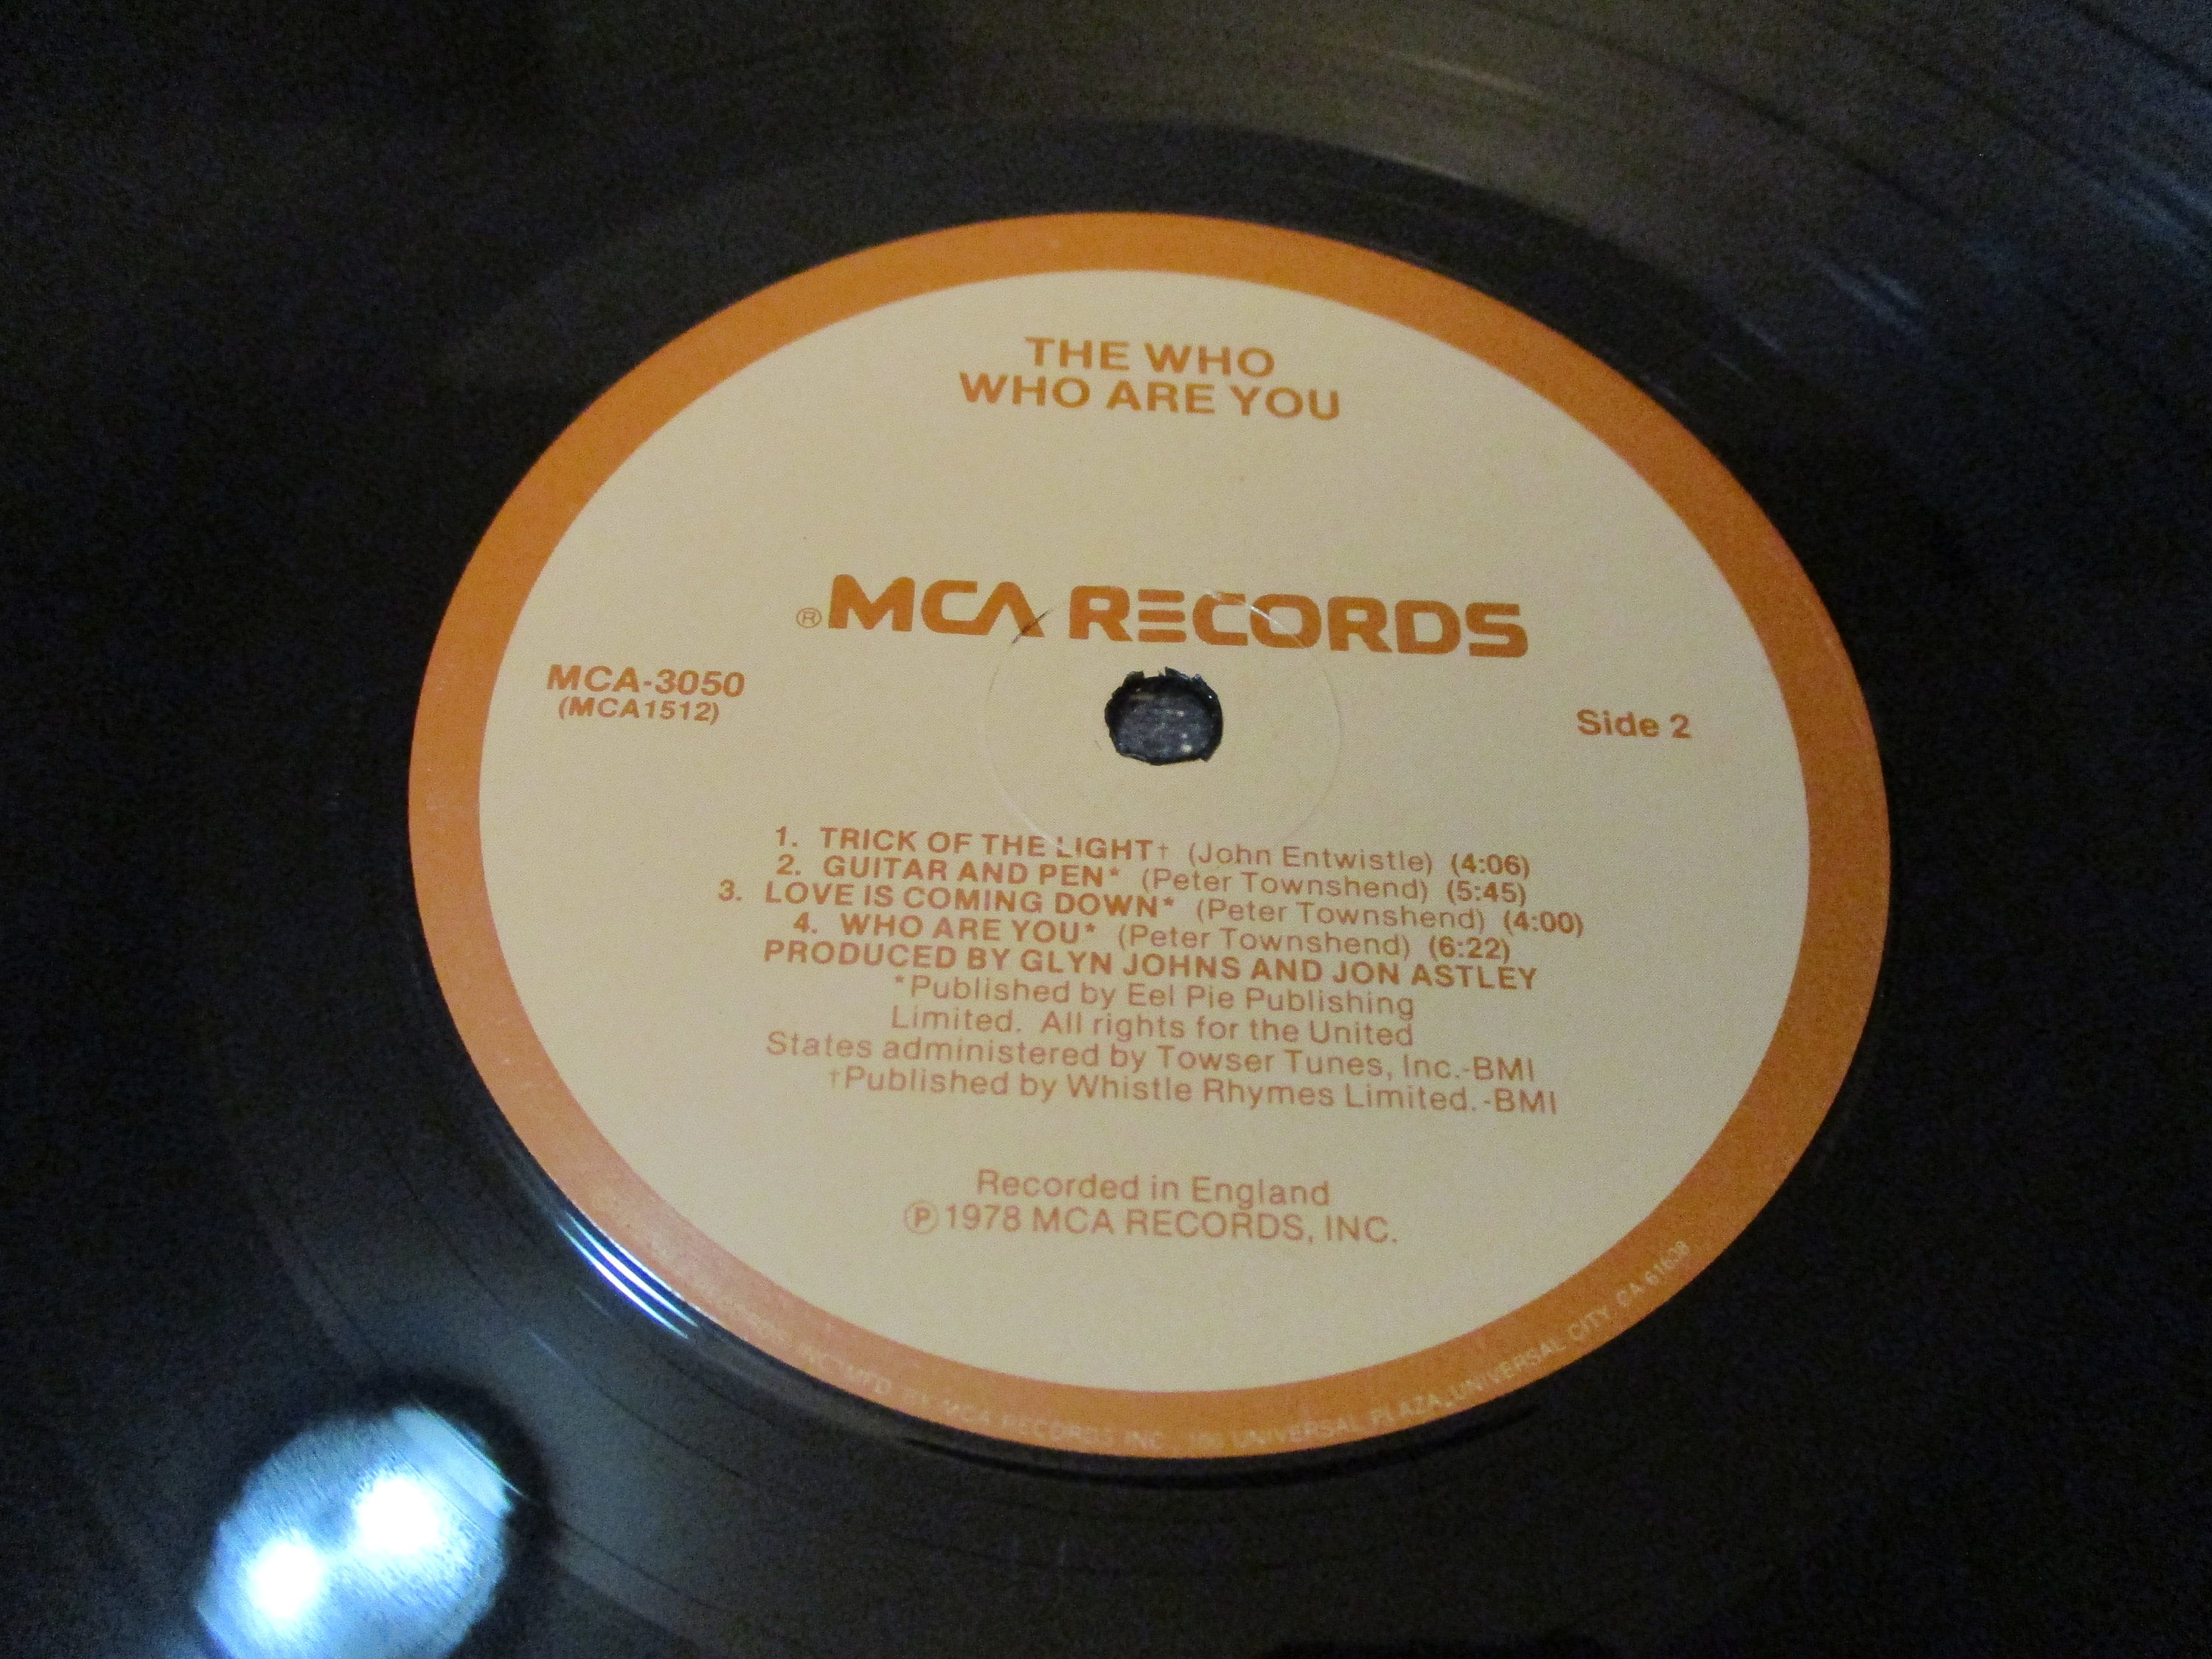 THE WHO
WHO ARE YOU
®MCA RECORDS
MCA-3050
(MCA1512)
Side 2
1. TRICK OF THE LIGHT† (John Entwistle) (4:06)
2. GUITAR AND PEN* (Peter Townshend) (5:45)
3. LOVE IS COMING DOWN* (Peter Townshend) (4:00)
4. WHO ARE YOU* (Peter Townshend) (6:22)
PRODUCED BY GLYN JOHNS AND JON ASTLEY
*Published by Eel Pie Publishing
Limited. All rights for the United
States administered by Towser Tunes, Inc.-BMI
†Published by Whistle Rhymes Limited.-BMI
Recorded in England
℗1978 MCA RECORDS, INC.
INC MFD BY MCA RECORDS INC., UNIVERSAL PLAZA, UNIVERSAL CITY, CA